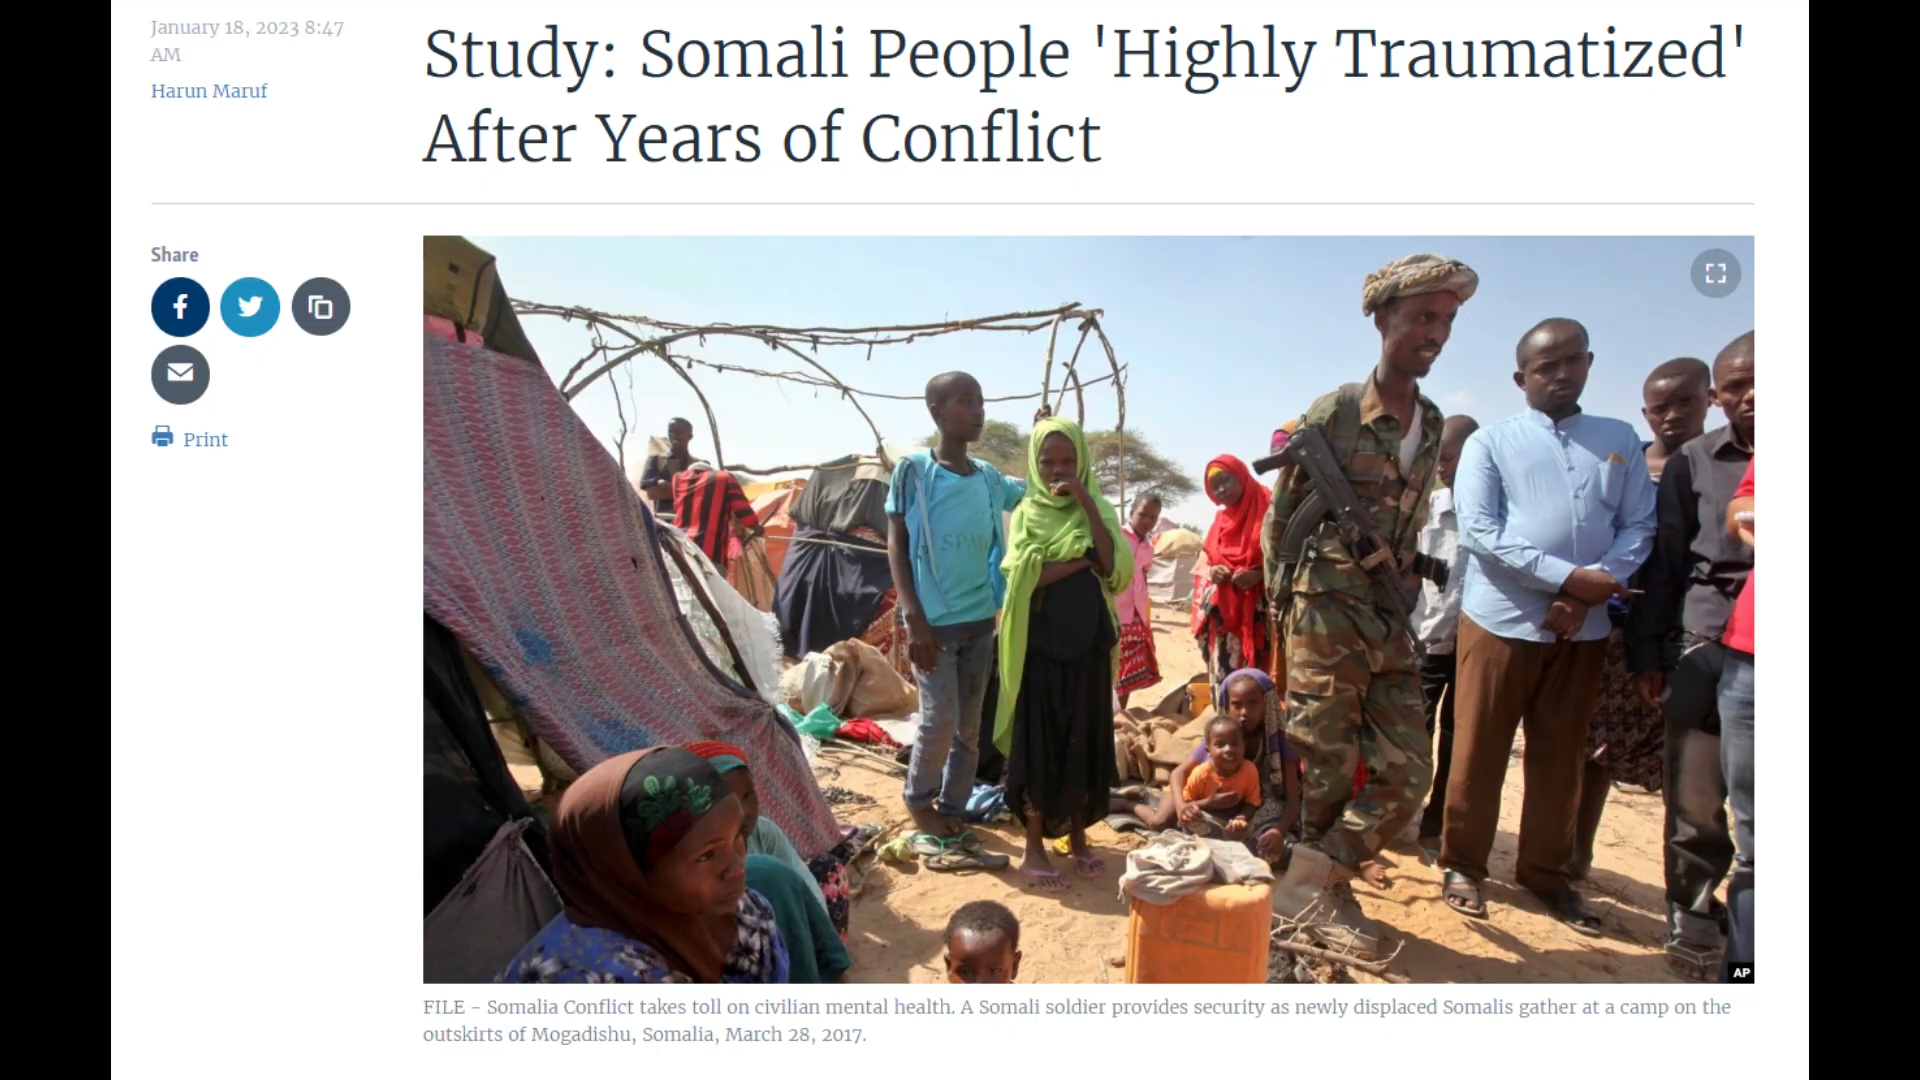 January 18, 2023 8:47
AM
Harun Maruf
Study: Somali People 'Highly Traumatized'
After Years of Conflict
Share
Print
SPAIN
AP
FILE - Somalia Conflict takes toll on civilian mental health. A Somali soldier provides security as newly displaced Somalis gather at a camp on the
outskirts of Mogadishu, Somalia, March 28, 2017.